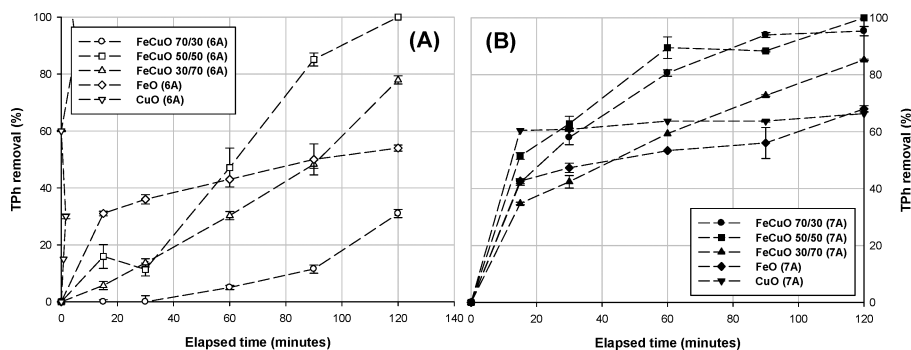 (A)
TPh removal (%)
100
80
60
40
20
0
FeCuO 70/30 (6A)
FeCuO 50/50 (6A)
FeCuO 30/70 (6A)
FeO (6A)
CuO (6A)
0 20 40 60 80 100 120 140
Elapsed time (minutes)
(B)
FeCuO 70/30 (7A)
FeCuO 50/50 (7A)
FeCuO 30/70 (7A)
FeO (7A)
CuO (7A)
0 20 40 60 80 100 120
Elapsed time (minutes)
100
80
60
40
20
0
TPh removal (%)